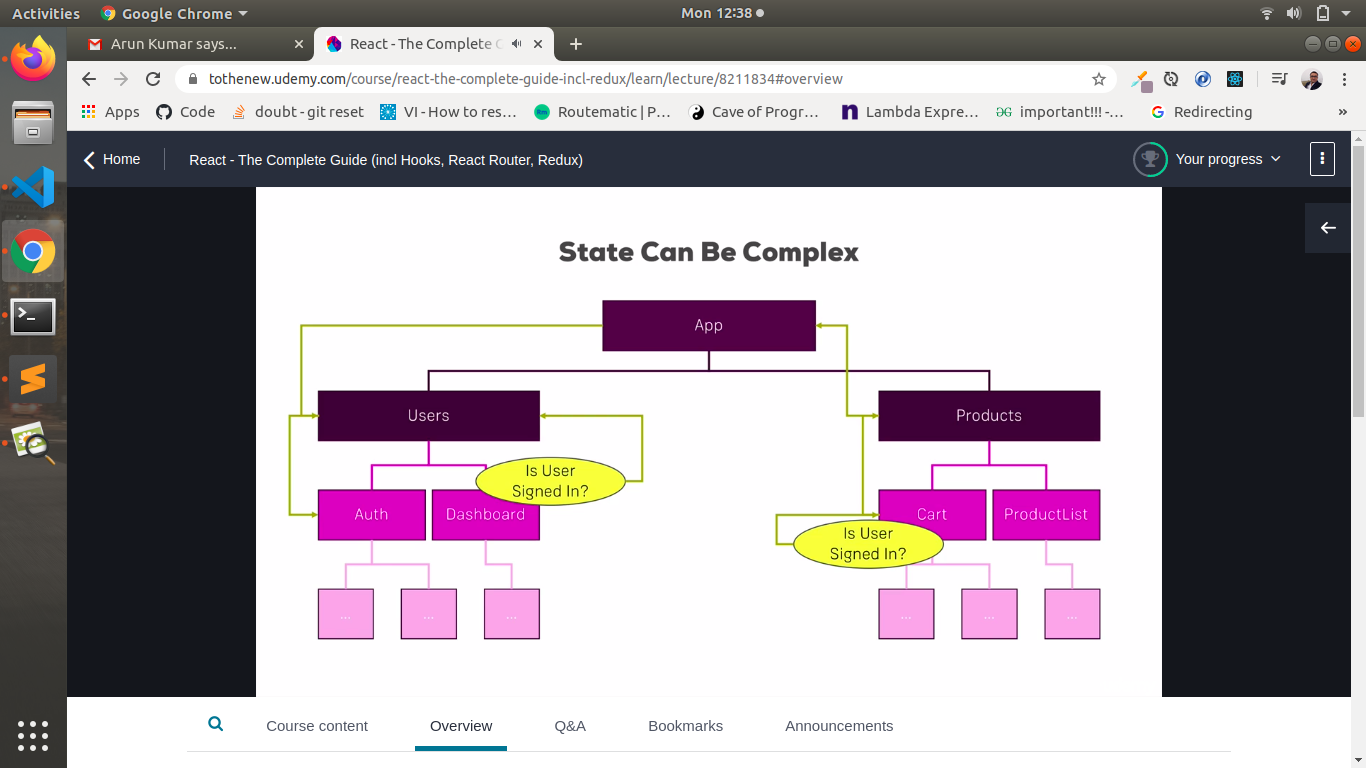 Activities
Google Chrome
Mon 12:38
Arun Kumar says...
React - The Complete G
tothenew.udemy.com/course/react-the-complete-guide-incl-redux/learn/lecture/8211834#overview
Apps
Code
doubt - git reset
VI - How to res...
Routematic | P...
Cave of Progr...
Lambda Expre...
important!!! -...
Redirecting
»
Home
React - The Complete Guide (incl Hooks, React Router, Redux)
Your progress
State Can Be Complex
App
Users
Products
Is User
Signed In?
Auth
Dashboard
Cart
ProductList
Is User
Signed In?
...
...
...
...
...
...
Course content
Overview
Q&A
Bookmarks
Announcements